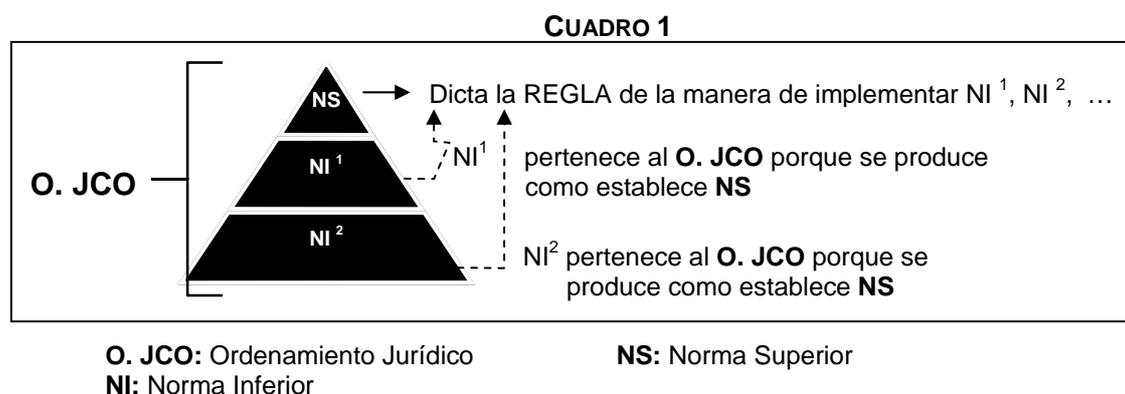 CUADRO 1
NS
Dicta la REGLA de la manera de implementar NI ¹, NI ², …
O. JCO
NI ¹
NI¹ pertenece al O. JCO porque se produce
como establece NS
NI ²
NI² pertenece al O. JCO porque se
produce como establece NS
O. JCO: Ordenamiento Jurídico NS: Norma Superior
NI: Norma Inferior